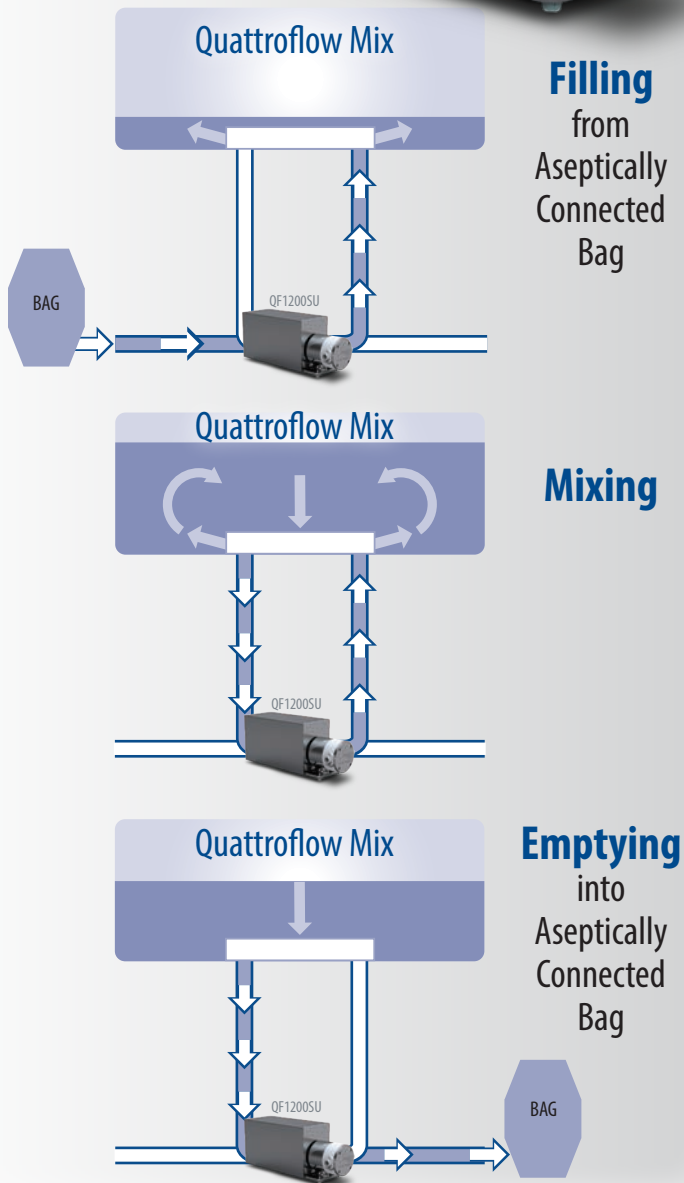 Quattroflow Mix
Filling
from
Aseptically
Connected
Bag
BAG
QF1200SU
Quattroflow Mix
Mixing
QF1200SU
Quattroflow Mix
Emptying
into
Aseptically
Connected
Bag
QF1200SU
BAG